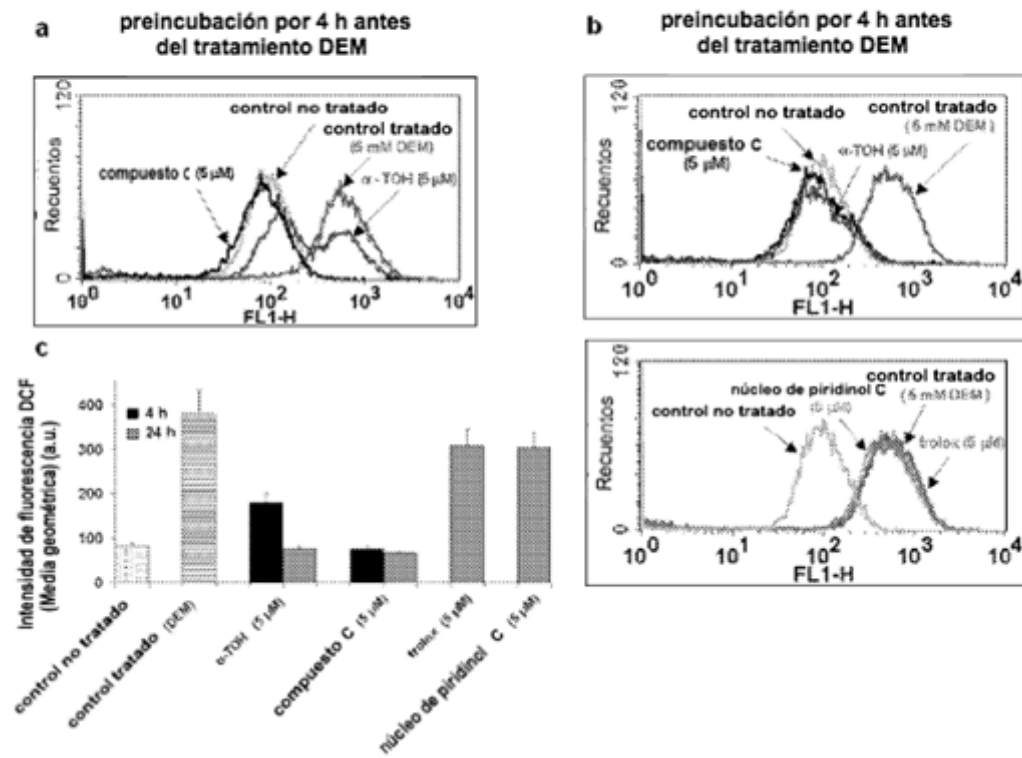 a
preincubación por 4 h antes
del tratamiento DEM
120
Recuentos
0
control no tratado
control tratado
(5 mM DEM)
compuesto C (5 µM)
α-TOH (5 µM)
10⁰ 10¹ 10² 10³ 10⁴
FL1-H
b
preincubación por 4 h antes
del tratamiento DEM
120
Recuentos
0
control no tratado
control tratado
(5 mM DEM)
compuesto C
(5 µM)
α-TOH (5 µM)
10⁰ 10¹ 10² 10³ 10⁴
FL1-H
120
Recuentos
0
control tratado
(5 mM DEM)
núcleo de piridinol C
(5 µM)
control no tratado
trolox (5 µM)
10⁰ 10¹ 10² 10³ 10⁴
FL1-H
c
Intensidad de fluorescencia DCF
(Media geométrica) (a.u.)
400
300
200
100
0
4 h
24 h
control no tratado
control tratado (DEM)
α-TOH (5 µM)
compuesto C (5 µM)
trolox (5 µM)
núcleo de piridinol C (5 µM)